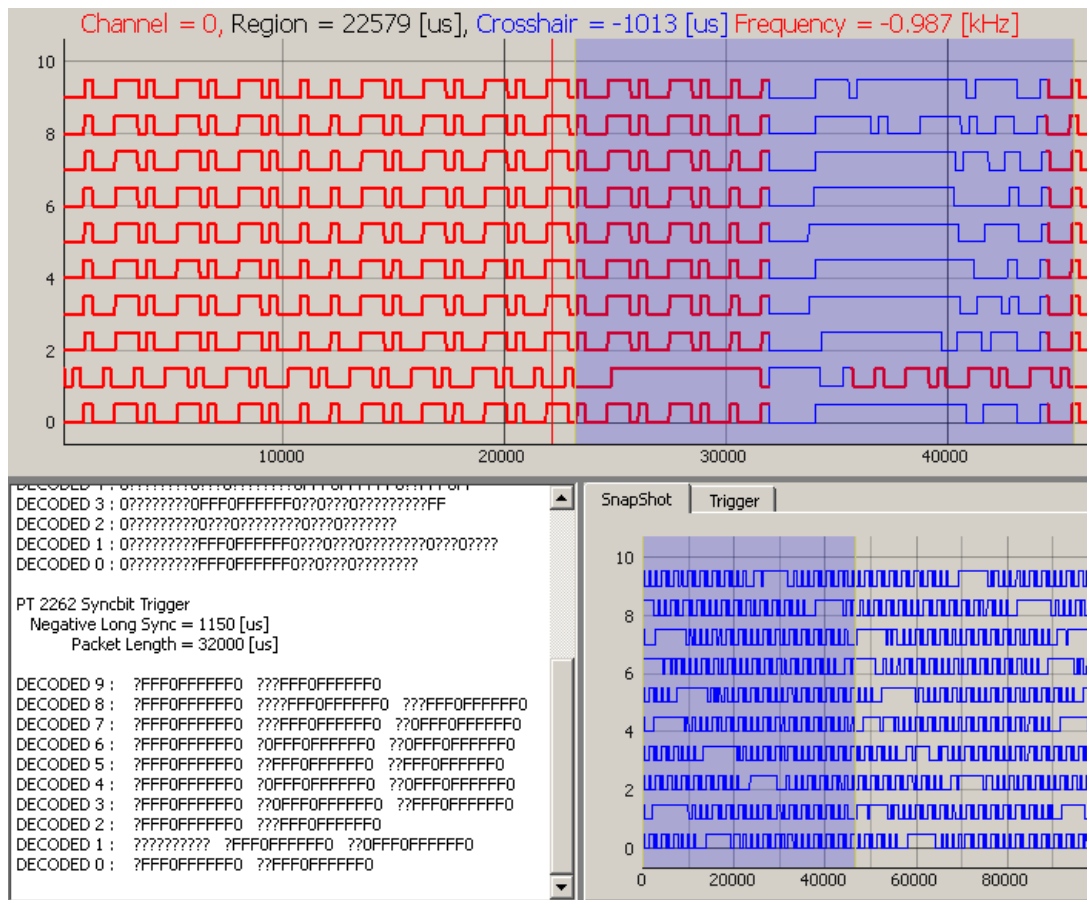 Channel = 0, Region = 22579 [us], Crosshair = -1013 [us] Frequency = -0.987 [kHz]
10
8
6
4
2
0
10000 20000 30000 40000
DECODED 3 : 0????????0FFF0FFFFFF0??0???0?????????FF
DECODED 2 : 0?????????0???0????????0???0???????
DECODED 1 : 0?????????FFF0FFFFFF0???0???0????????0???0????
DECODED 0 : 0?????????FFF0FFFFFF0??0???0????????
PT 2262 Syncbit Trigger
Negative Long Sync = 1150 [us]
Packet Length = 32000 [us]
DECODED 9 : ?FFF0FFFFFF0 ???FFF0FFFFFF0
DECODED 8 : ?FFF0FFFFFF0 ????FFF0FFFFFF0 ???FFF0FFFFFF0
DECODED 7 : ?FFF0FFFFFF0 ???FFF0FFFFFF0 ??0FFF0FFFFFF0
DECODED 6 : ?FFF0FFFFFF0 ?0FFF0FFFFFF0 ??0FFF0FFFFFF0
DECODED 5 : ?FFF0FFFFFF0 ??FFF0FFFFFF0 ??FFF0FFFFFF0
DECODED 4 : ?FFF0FFFFFF0 ?0FFF0FFFFFF0 ??0FFF0FFFFFF0
DECODED 3 : ?FFF0FFFFFF0 ??0FFF0FFFFFF0 ??FFF0FFFFFF0
DECODED 2 : ?FFF0FFFFFF0 ???FFF0FFFFFF0
DECODED 1 : ?????????? ?FFF0FFFFFF0 ??0FFF0FFFFFF0
DECODED 0 : ?FFF0FFFFFF0 ??FFF0FFFFFF0
SnapShot Trigger
10
8
6
4
2
0
0 20000 40000 60000 80000